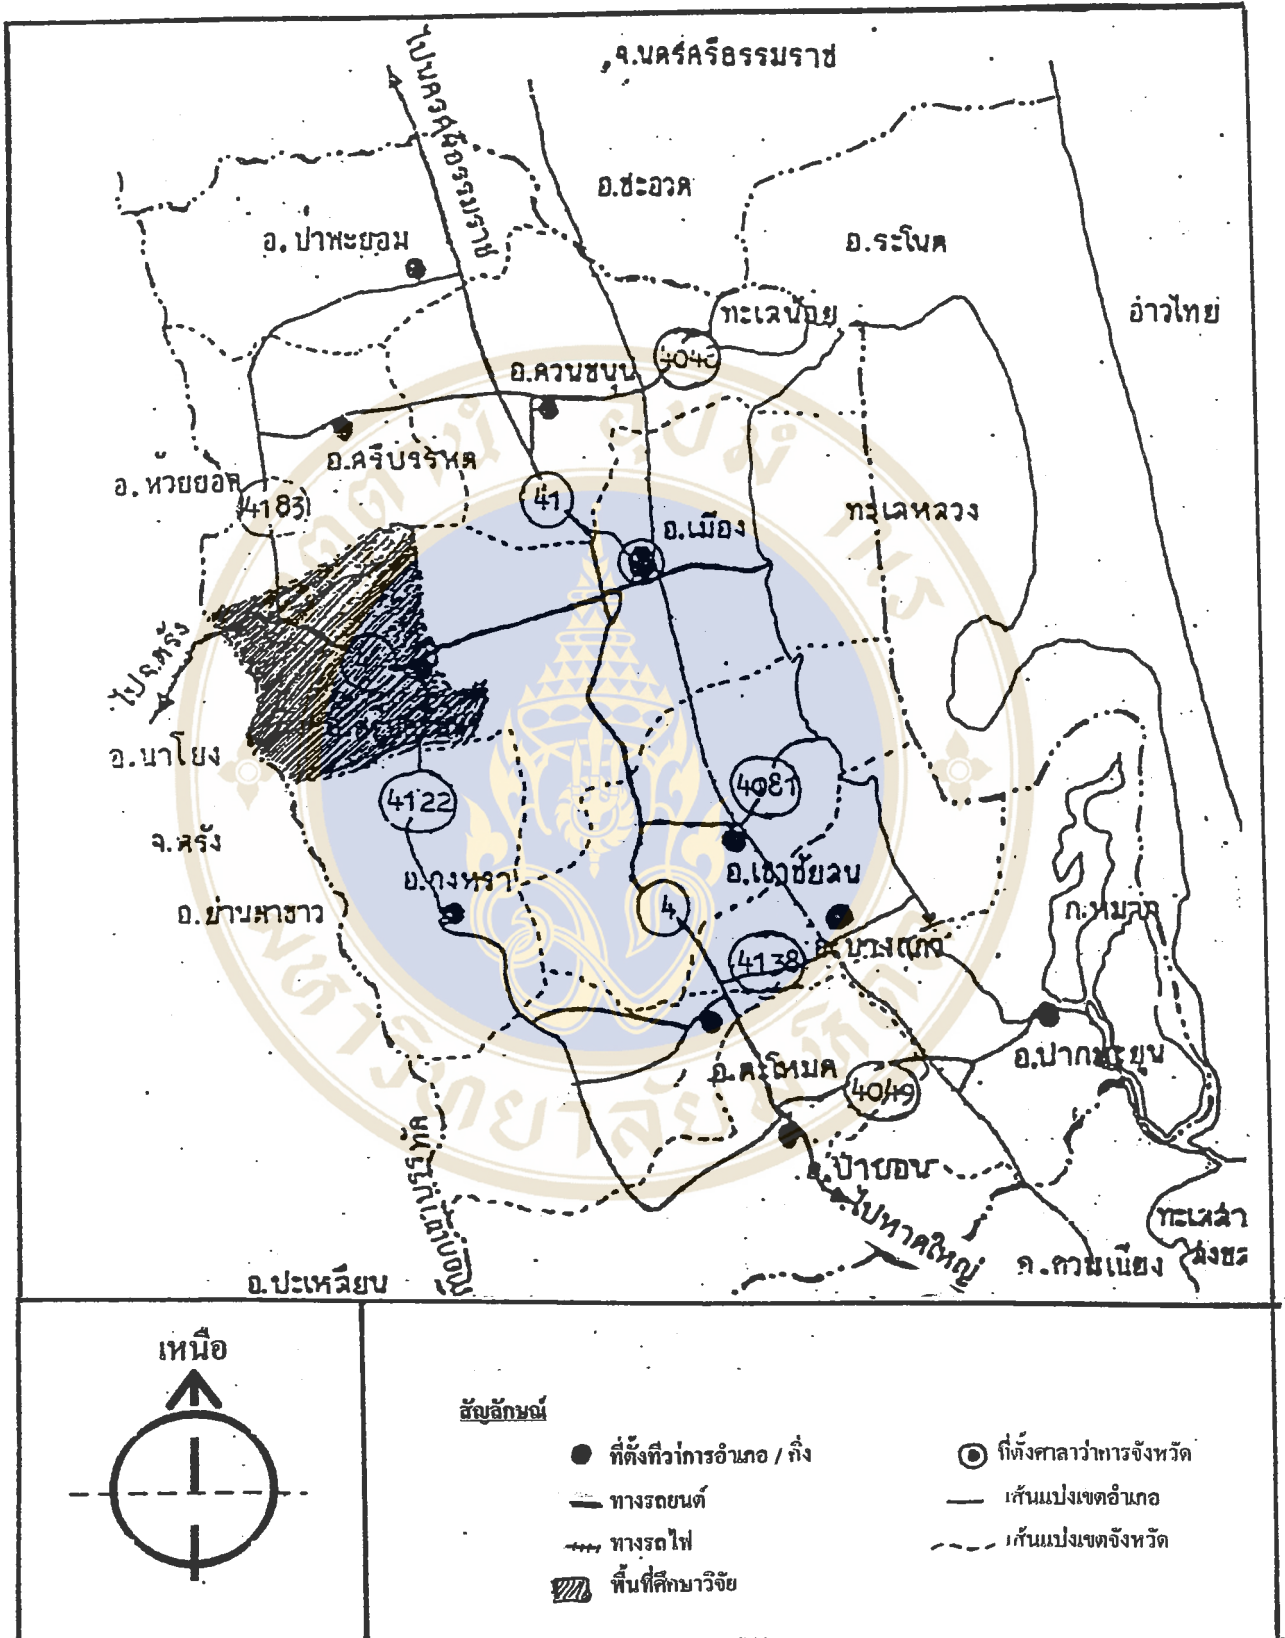 จ.นครศรีธรรมราช
ไปนครศรีธรรมราช
อ.ชะอวด
อ.ป่าพะยอม
อ.ระโนด
ทะเลน้อย
อ่าวไทย
อ.ควนขนุน
อ.ศรีบรรพต
อ.ห้วยยอด
4183
41
อ.เมือง
ทะเลหลวง
ไปจ.ตรัง
อ.นาโยง
4122
4081
จ.ตรัง
อ.กงหรา
อ.เขาชัยสน
อ.ย่านตาขาว
4
ก.หมาก
4138
อ.บางแก้ว
อ.ปากพะยูน
อ.ตะโหมด
4049
อ.ป่าบอน
ไปหาดใหญ่
อ.ควนเนียง
อ.ปะเหลียน
เหนือ
สัญลักษณ์
ที่ตั้งที่ว่าการอำเภอ / กิ่ง
ที่ตั้งศาลาว่าการจังหวัด
ทางรถยนต์
เส้นแบ่งเขตอำเภอ
ทางรถไฟ
เส้นแบ่งเขตจังหวัด
พื้นที่ศึกษาวิจัย